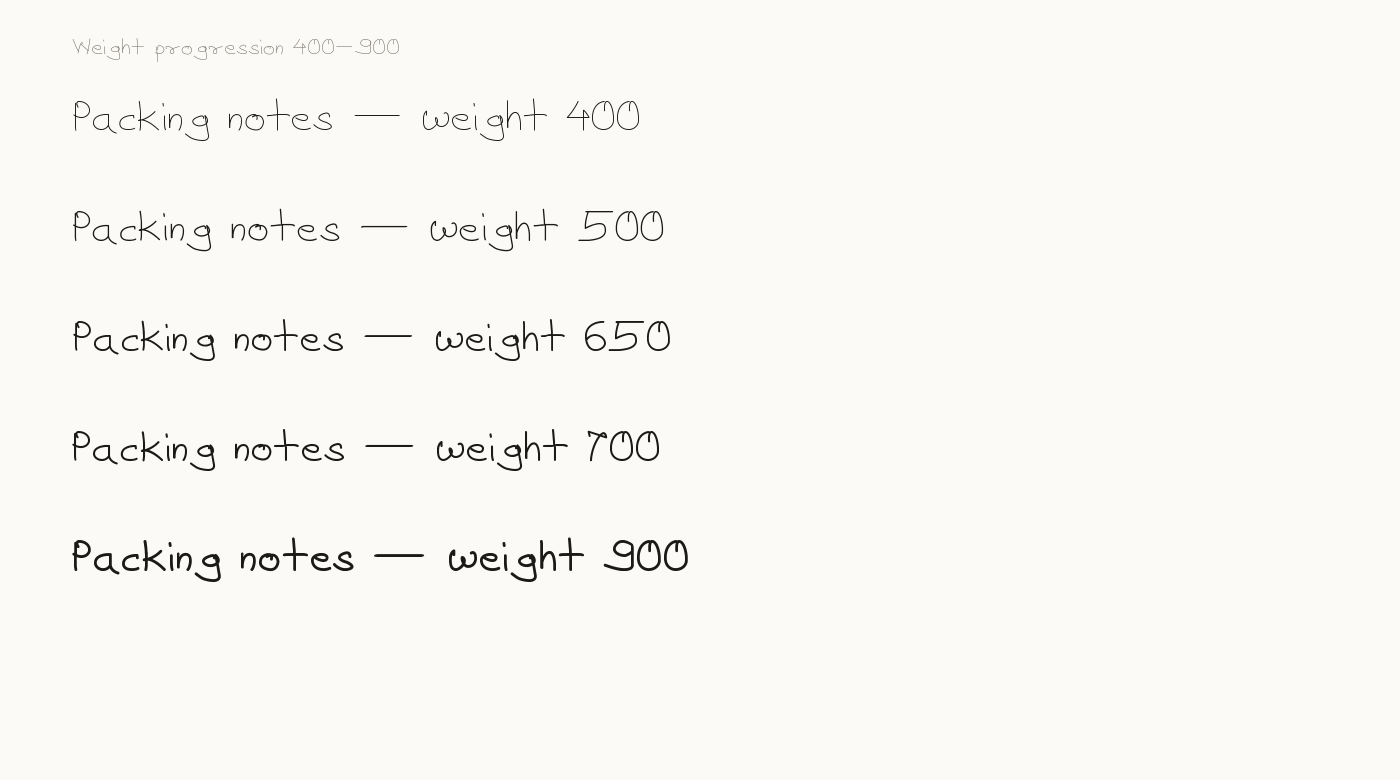 Weight progression 400—900
Packing notes — weight 400
Packing notes — weight 500
Packing notes — weight 650
Packing notes — weight 700
Packing notes — weight 900